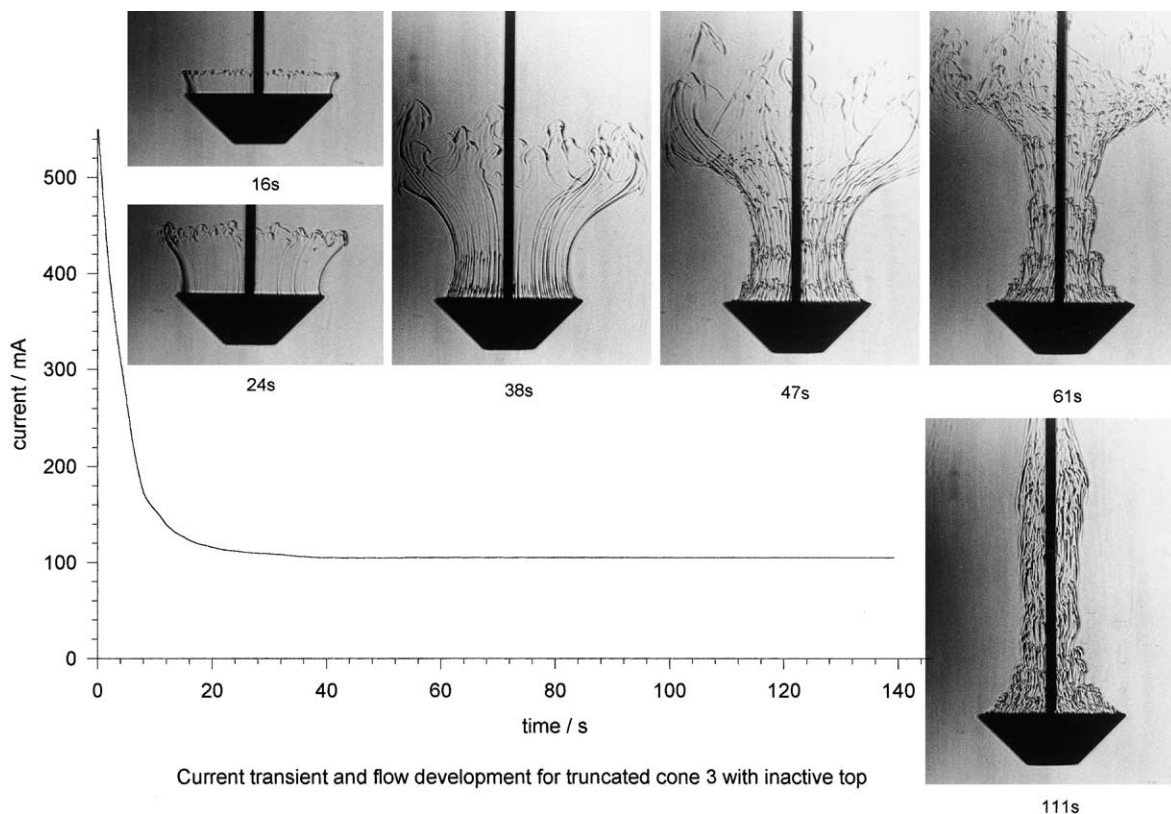 16s
24s
38s
47s
61s
111s
current / mA
500
400
300
200
100
0
0 20 40 60 80 100 120 140
time / s
Current transient and flow development for truncated cone 3 with inactive top